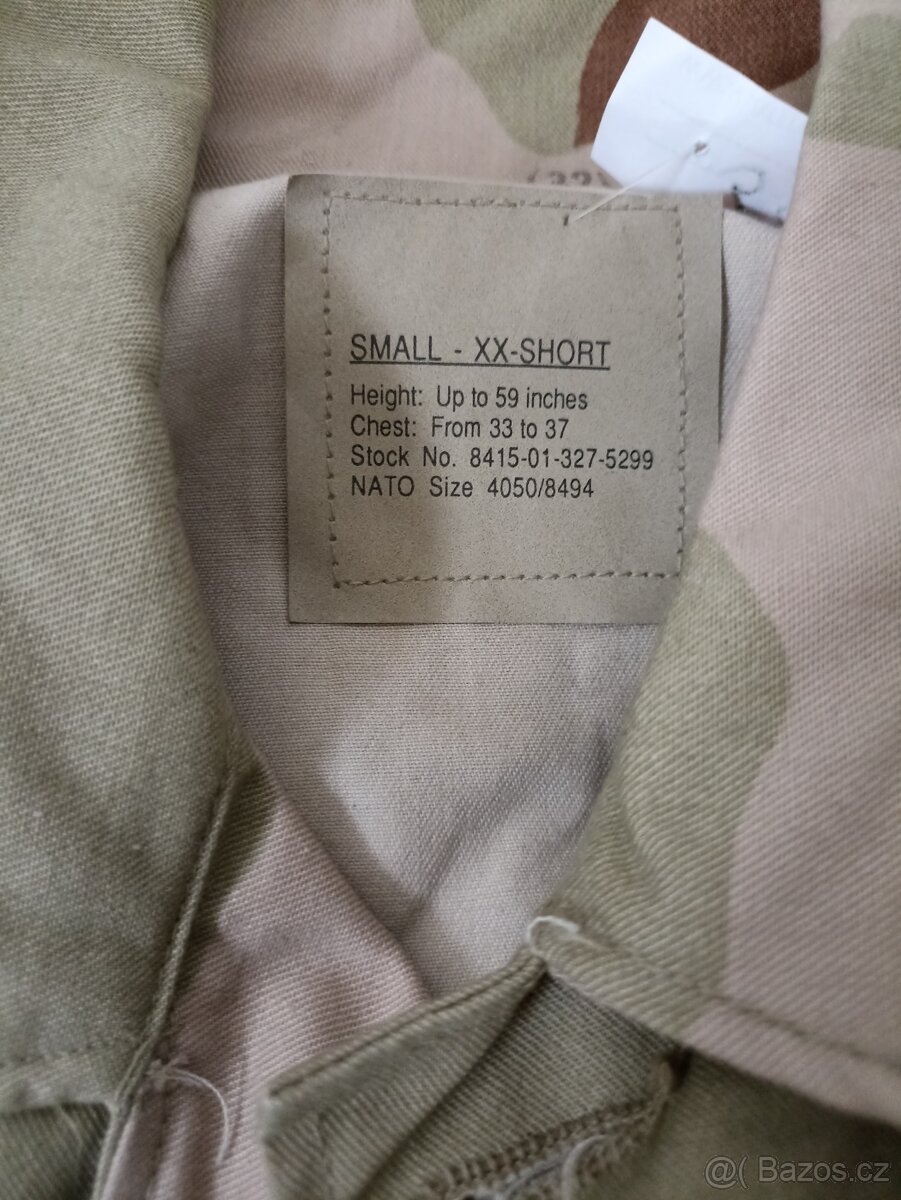 SMALL - XX-SHORT
Height: Up to 59 inches
Chest: From 33 to 37
Stock No. 8415-01-327-5299
NATO Size 4050/8494
@( Bazos.cz